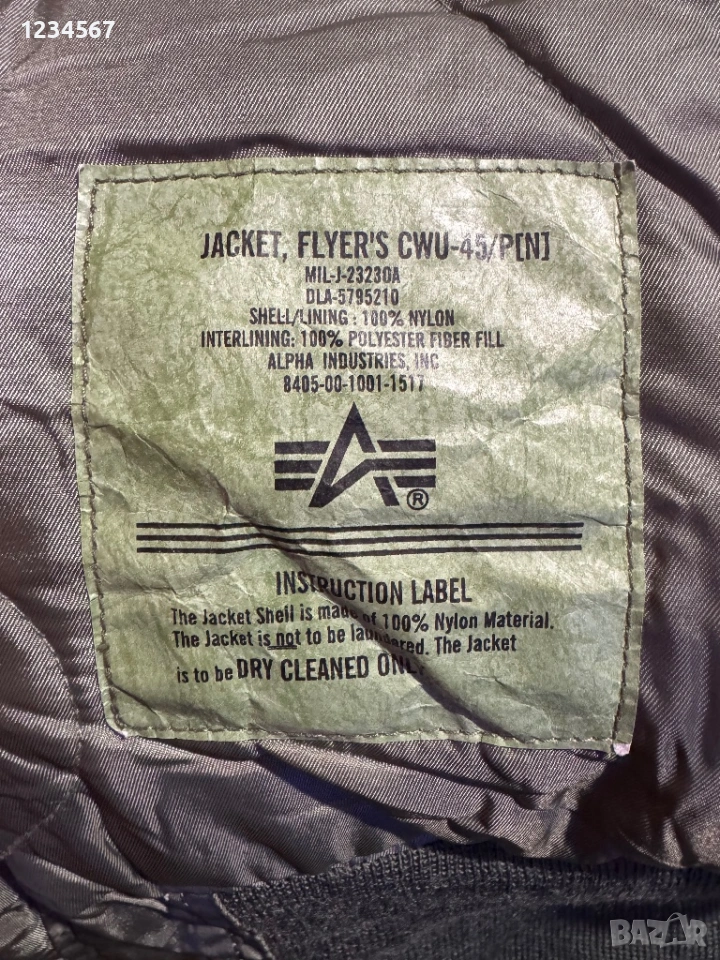 1234567
JACKET, FLYER'S CWU-45/P[N]
MIL-J-23230A
DLA-5795210
SHELL/LINING : 100% NYLON
INTERLINING: 100% POLYESTER FIBER FILL
ALPHA INDUSTRIES, INC
8405-00-1001-1517
®
INSTRUCTION LABEL
The Jacket Shell is made of 100% Nylon Material.
The Jacket is not to be laundered. The Jacket
is to be DRY CLEANED ONLY
BAZAR